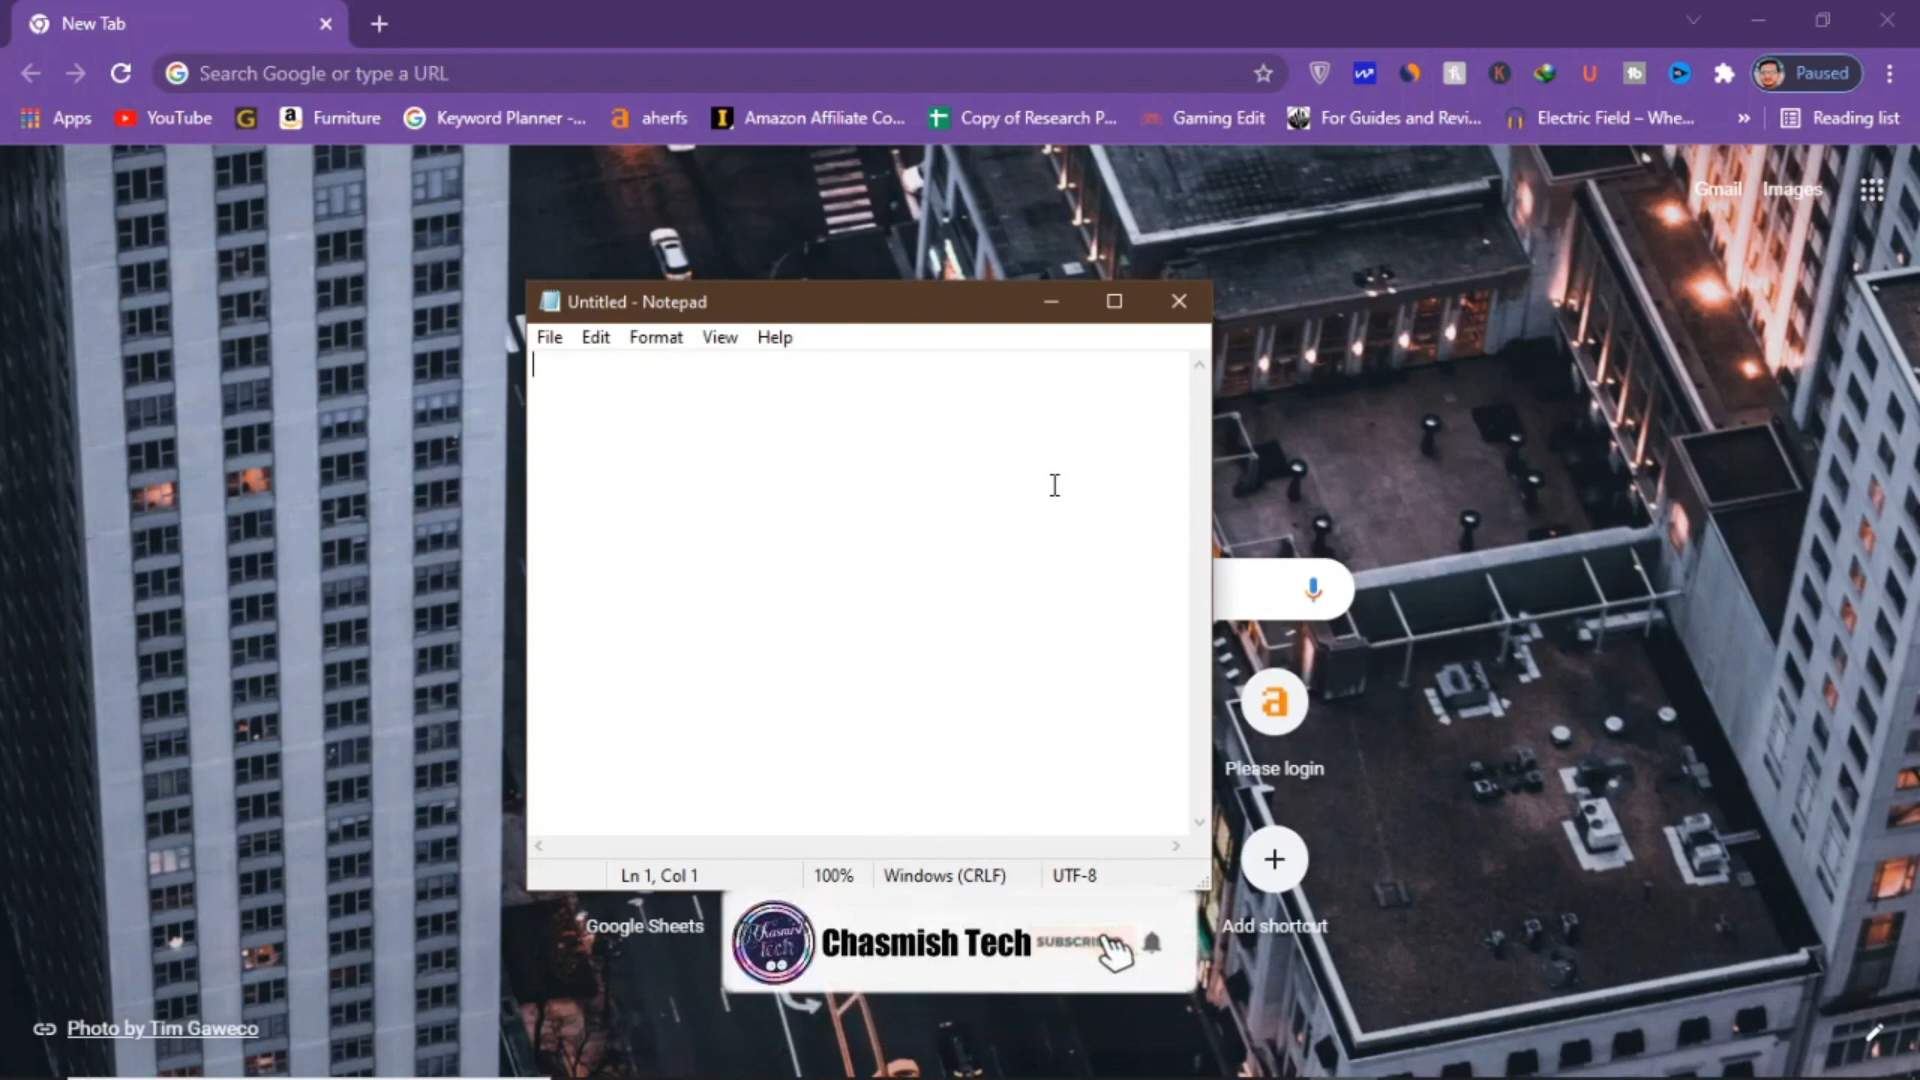 New Tab
Search Google or type a URL
Paused
Apps
YouTube
Furniture
Keyword Planner -...
aherfs
Amazon Affiliate Co...
Copy of Research P...
Gaming Edit
For Guides and Revi...
Electric Field – Whe...
»
Reading list
Gmail
Images
Untitled - Notepad
File Edit Format View Help
Please login
Ln 1, Col 1
100%
Windows (CRLF)
UTF-8
Google Sheets
Chasmish Tech
Chasmish Tech
Add shortcut
Photo by Tim Gaweco